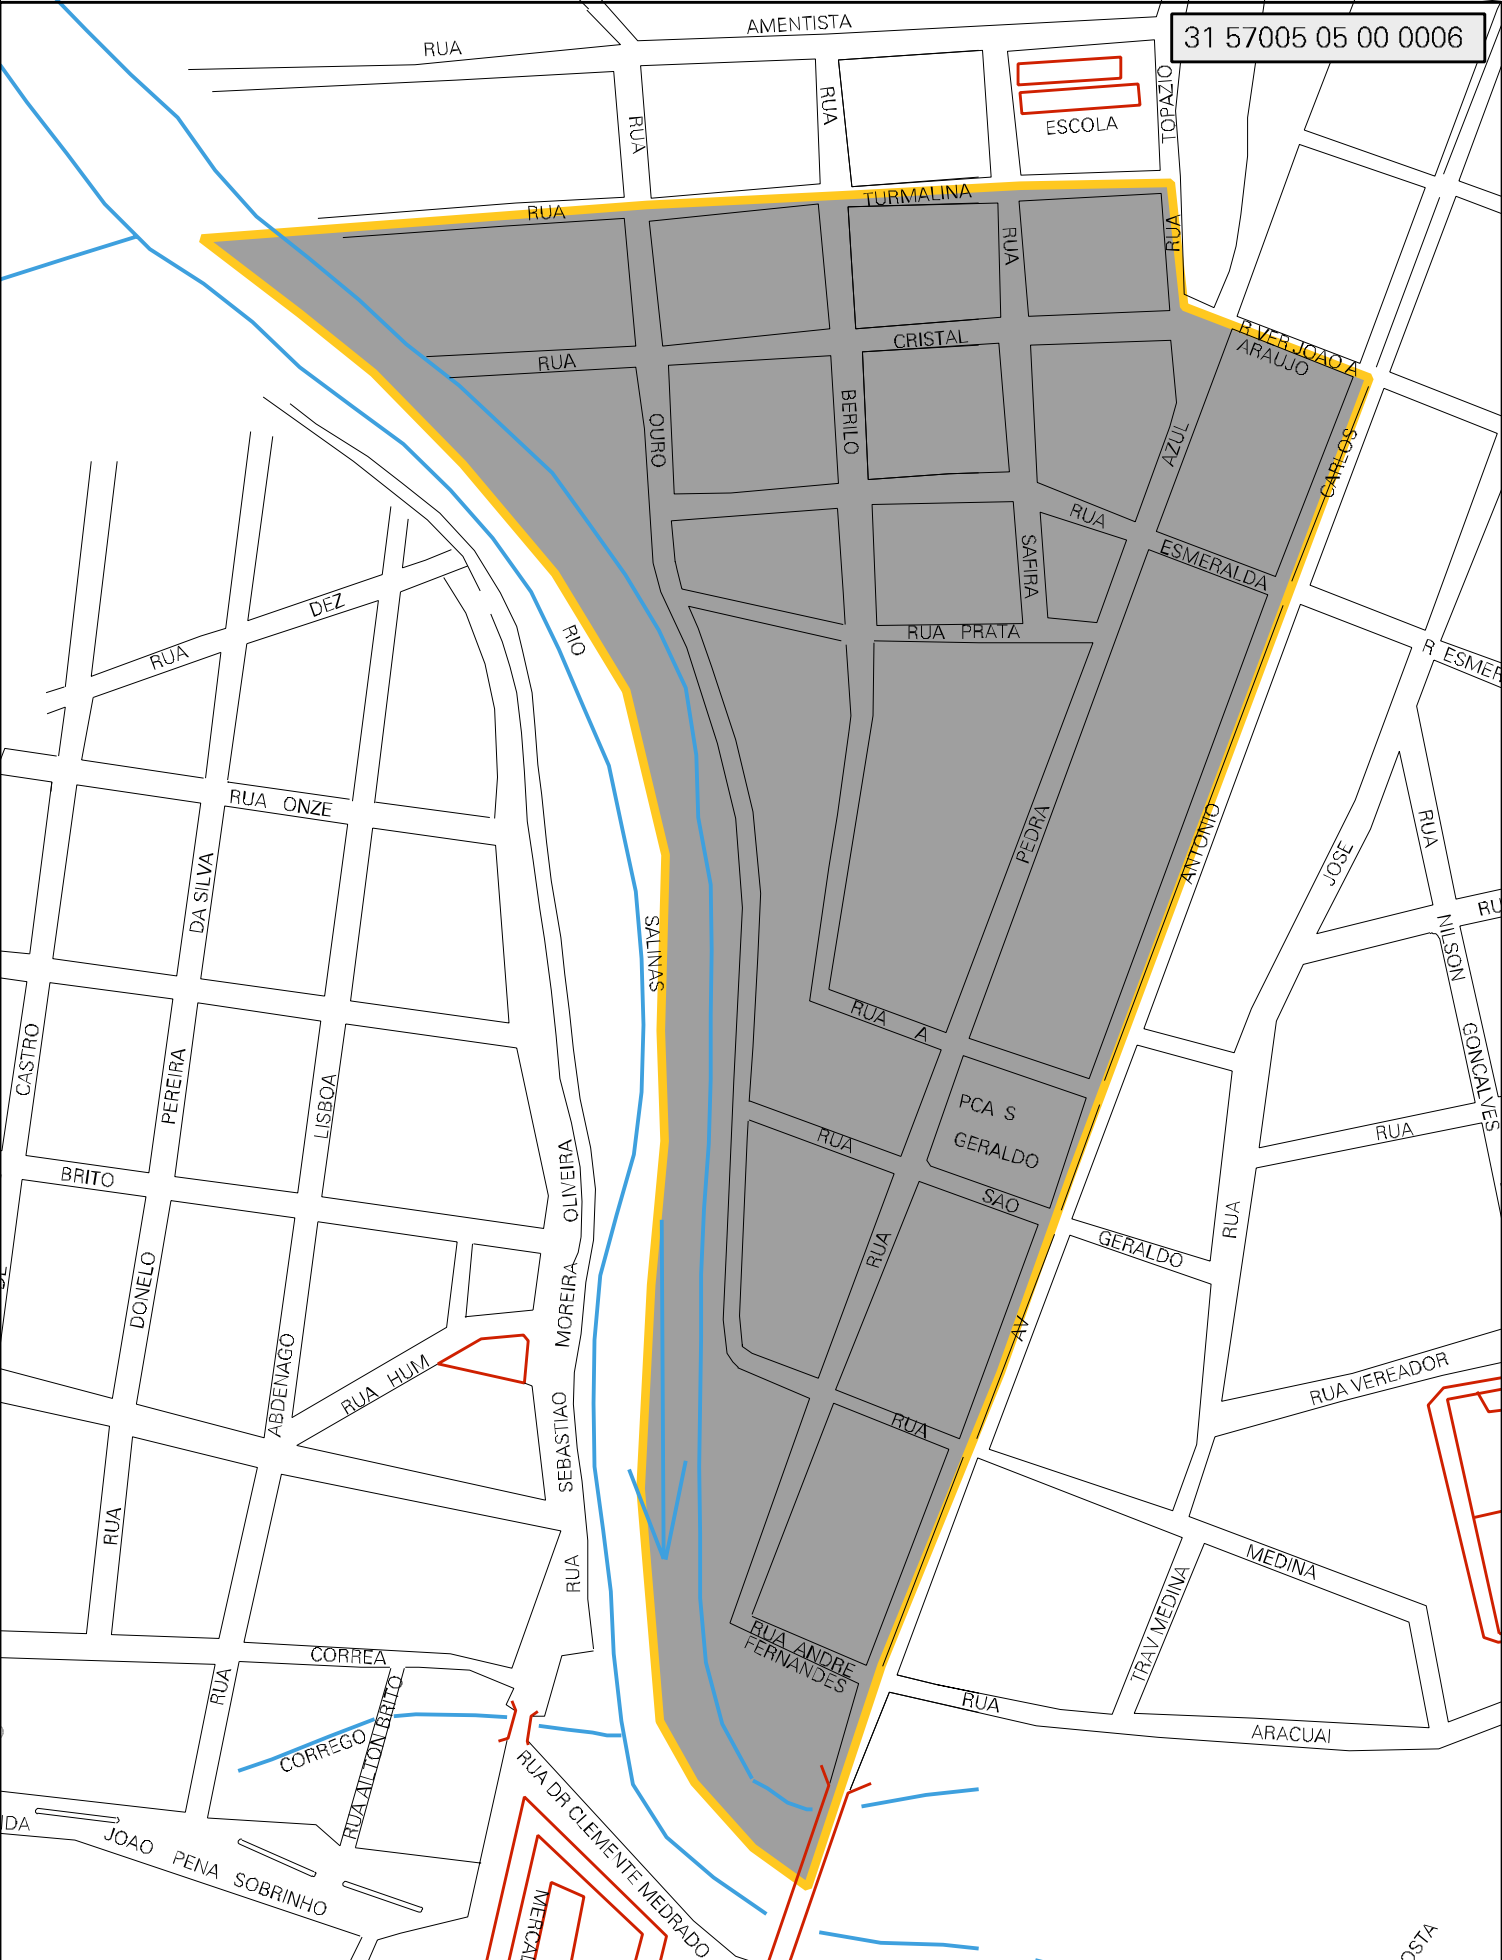 31 57005 05 00 0006
RUA
AMENTISTA
RUA
RUA
TOPAZIO
ESCOLA
RUA
TURMALINA
RUA
RUA
R VER JOAO A
ARAUJO
RUA
CRISTAL
OURO
BERILO
AZUL
CARLOS
RUA
ESMERALDA
SAFIRA
RUA PRATA
R ESMER
RIO
DEZ
RUA
RUA ONZE
PEDRA
ANTONIO
JOSE
RUA
RU
NILSON
DA SILVA
SALINAS
RUA A
GONCALVES
CASTRO
PEREIRA
LISBOA
PCA S
GERALDO
RUA
RUA
BRITO
OLIVEIRA
SAO
RUA
GERALDO
RUA
DONELO
MOREIRA
AV
ABDENAGO
RUA HUM
RUA VEREADOR
SEBASTIAO
RUA
RUA
RUA
MEDINA
TRAV MEDINA
RUA ANDRE
FERNANDES
CORREA
RUA
RUA AILTON BRITO
CORREGO
RUA
ARACUAI
RUA DR CLEMENTE MEDRADO
IDA
JOAO PENA SOBRINHO
MERCAD
OSTA